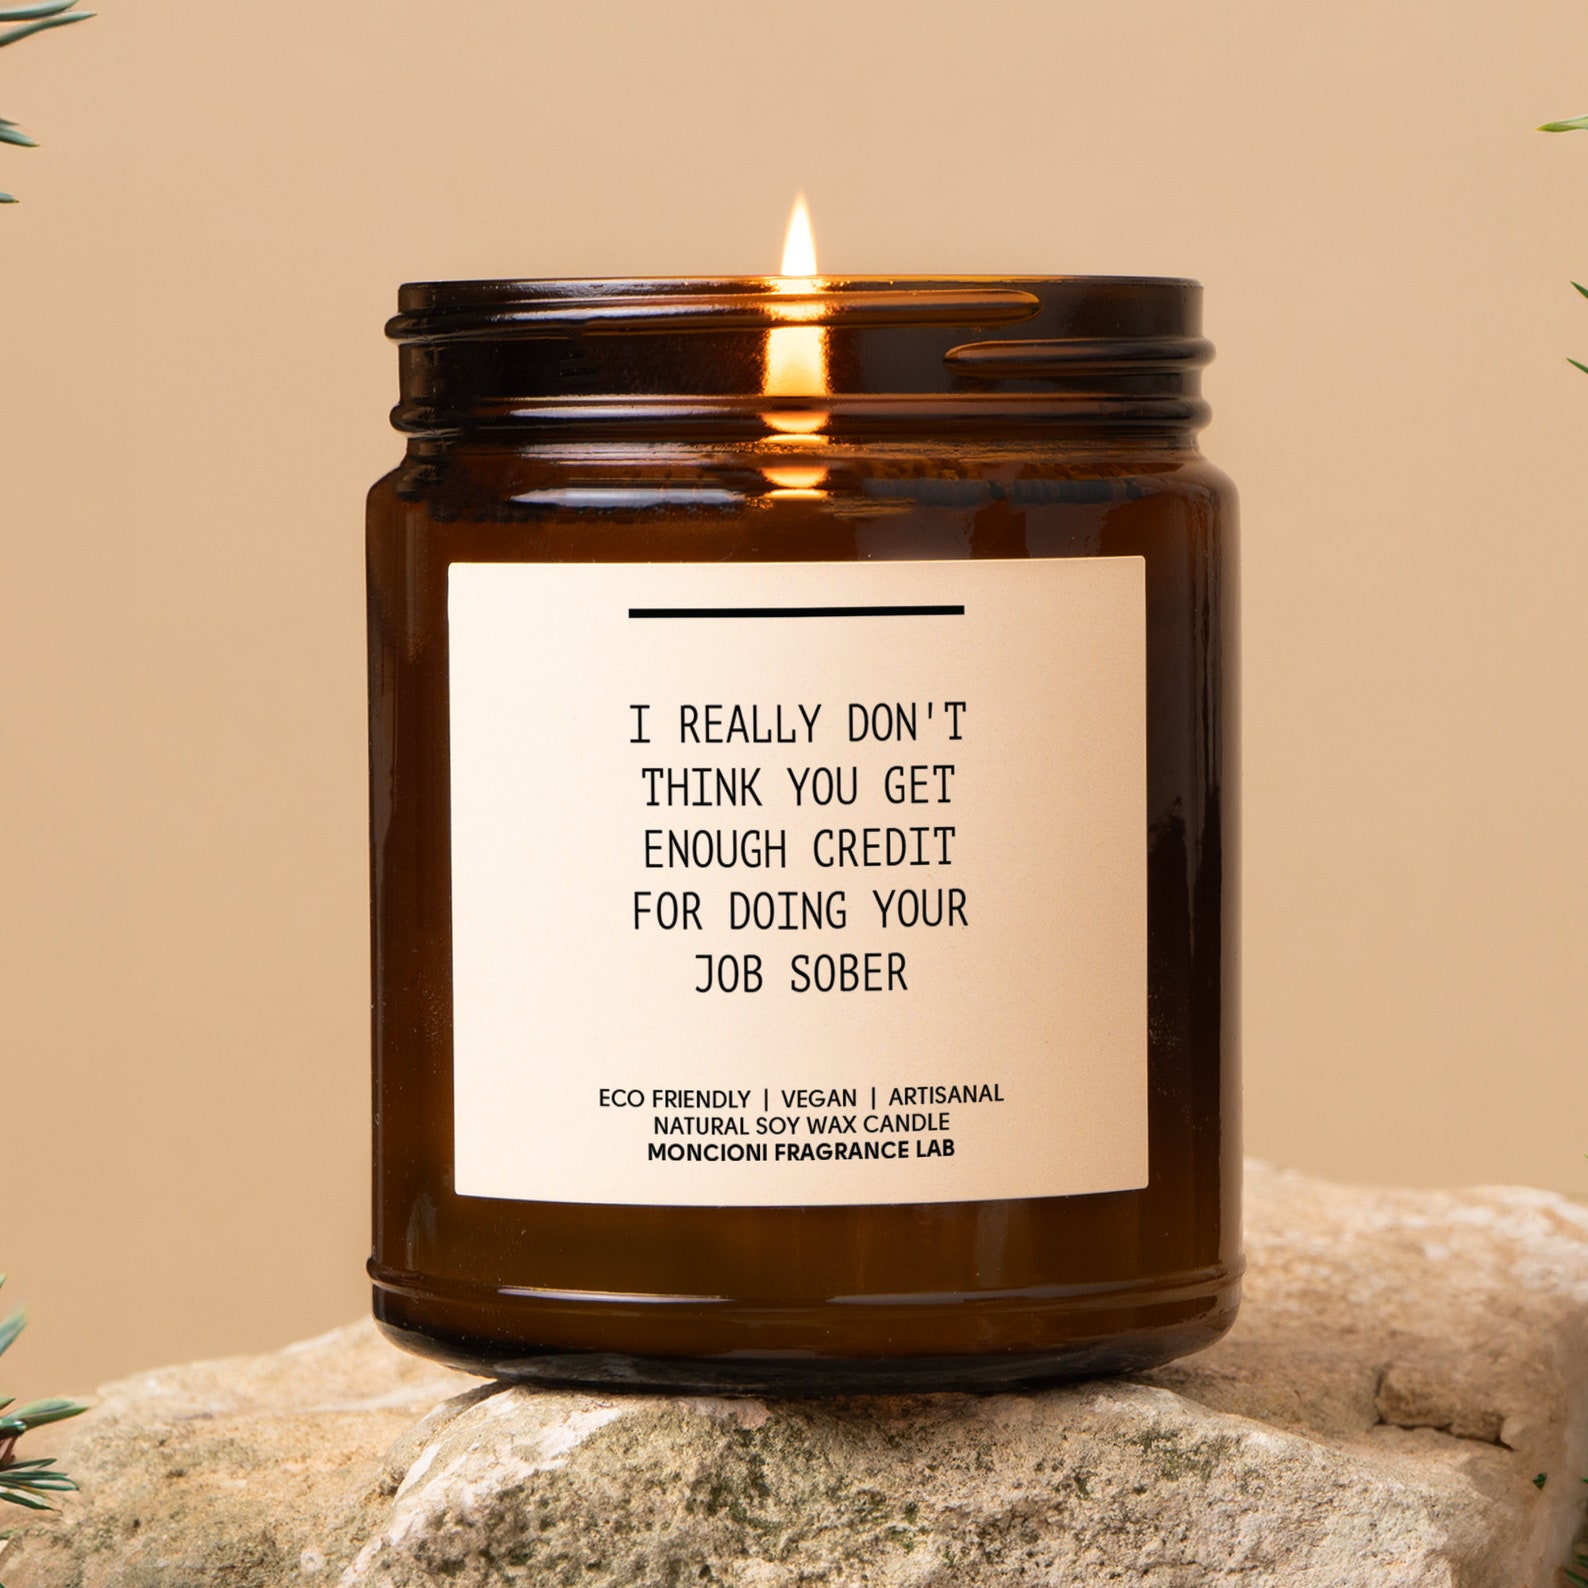 I REALLY DON'T
THINK YOU GET
ENOUGH CREDIT
FOR DOING YOUR
JOB SOBER
ECO FRIENDLY | VEGAN | ARTISANAL
NATURAL SOY WAX CANDLE
MONCIONI FRAGRANCE LAB